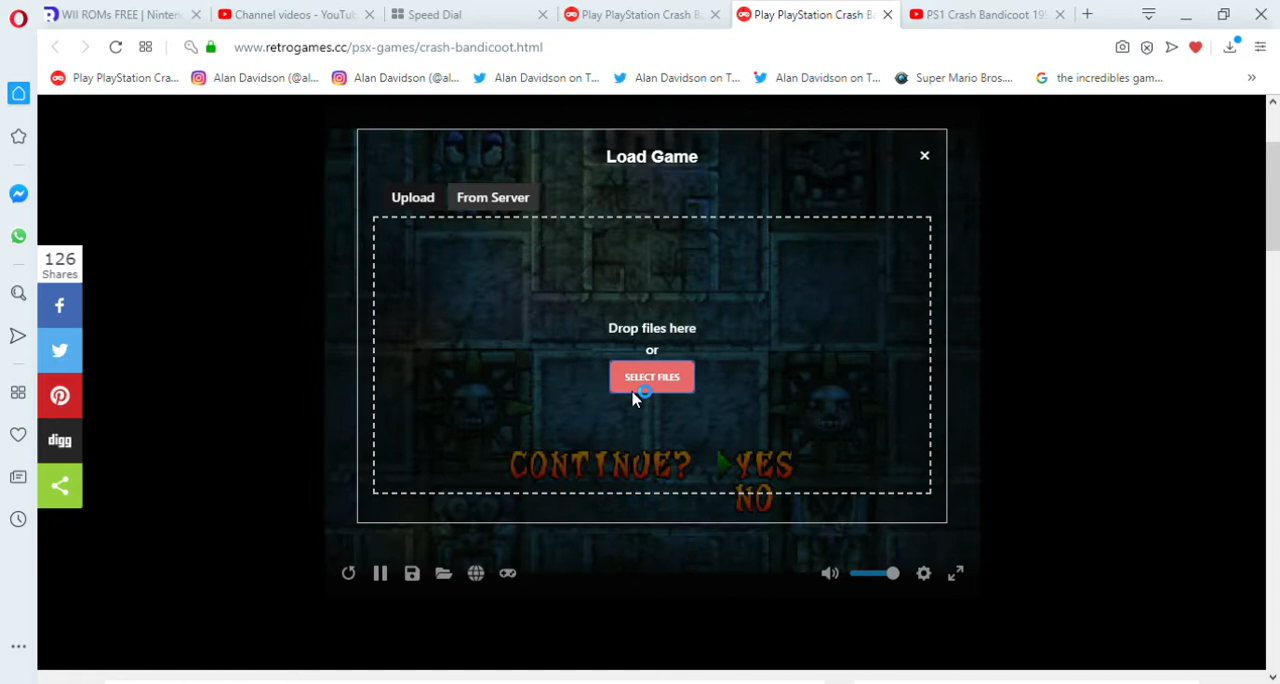 WII ROMs FREE | Ninten
Channel videos - YouTu
Speed Dial
Play PlayStation Crash B
Play PlayStation Crash B
PS1 Crash Bandicoot 199
www.retrogames.cc/psx-games/crash-bandicoot.html
Play PlayStation Cra...
Alan Davidson (@al...
Alan Davidson (@al...
Alan Davidson on T...
Alan Davidson on T...
Alan Davidson on T...
Super Mario Bros....
the incredibles gam...
»
Load Game
Upload
From Server
126
Shares
Drop files here
or
SELECT FILES
digg
CONTINUE? YES
NO